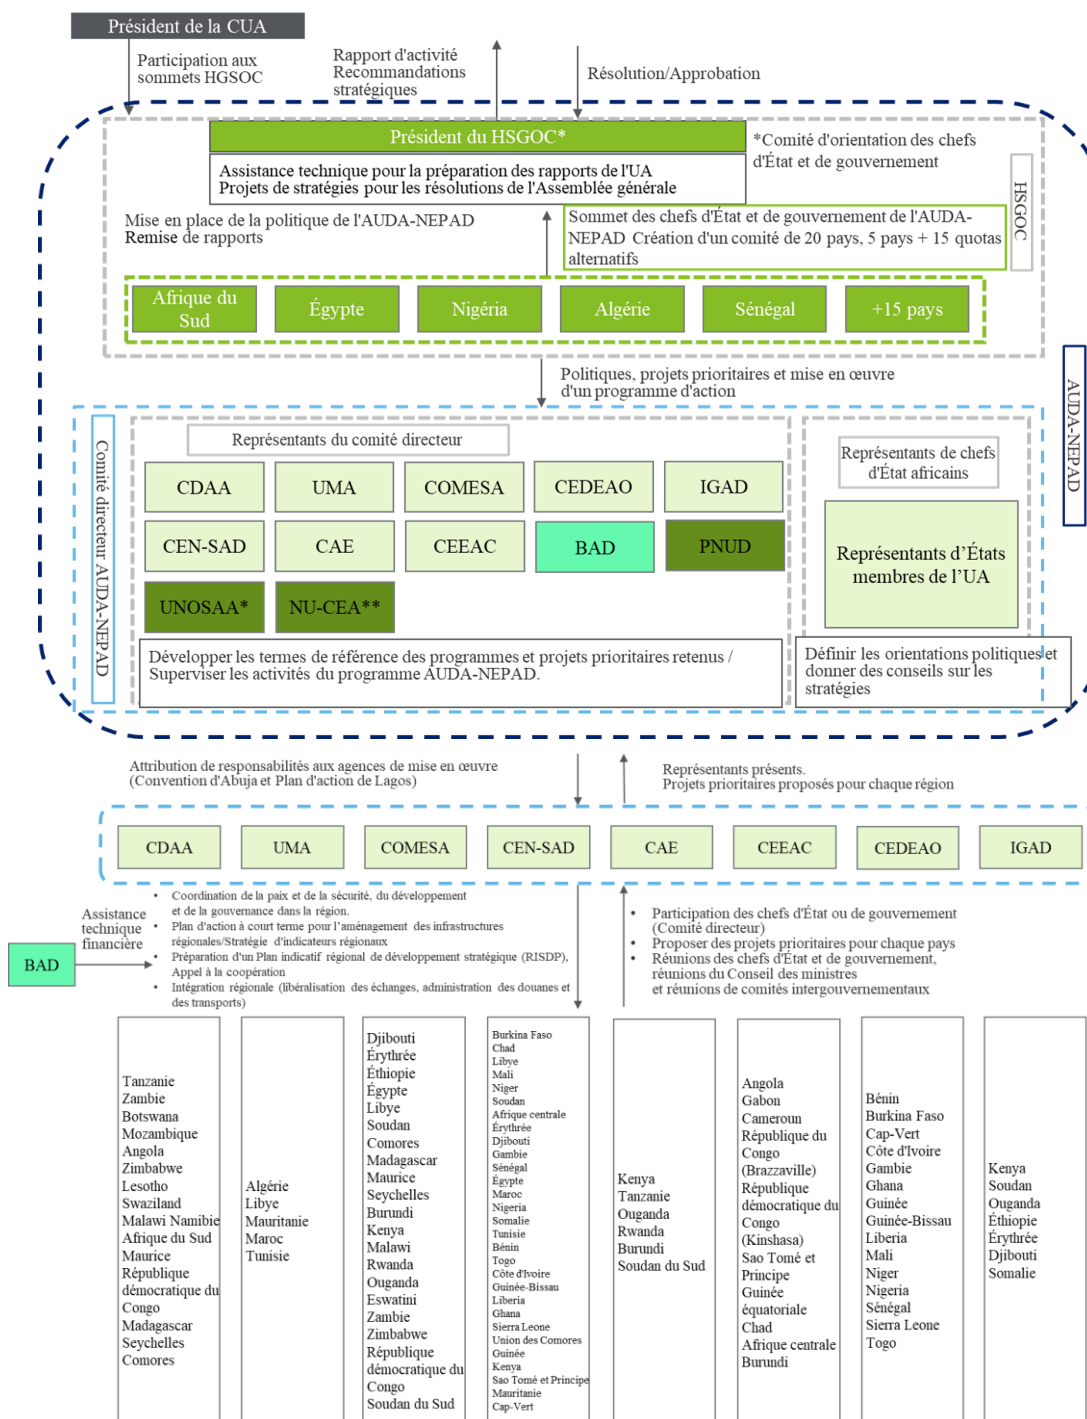 Président de la CUA
Participation aux
sommets HGSOC
Rapport d'activité
Recommandations
stratégiques
Résolution/Approbation
Président du HSGOC*
*Comité d'orientation des chefs
d'État et de gouvernement
Assistance technique pour la préparation des rapports de l'UA
Projets de stratégies pour les résolutions de l'Assemblée générale
HSGOC
Mise en place de la politique de l'AUDA-NEPAD
Remise de rapports
Sommet des chefs d'État et de gouvernement de l'AUDA-
NEPAD Création d'un comité de 20 pays, 5 pays + 15 quotas
alternatifs
Afrique du
Sud
Égypte
Nigéria
Algérie
Sénégal
+15 pays
Politiques, projets prioritaires et mise en œuvre
d'un programme d'action
AUDA-NEPAD
Comité directeur AUDA-NEPAD
Représentants du comité directeur
CDAA
UMA
COMESA
CEDEAO
IGAD
CEN-SAD
CAE
CEEAC
BAD
PNUD
UNOSAA*
NU-CEA**
Représentants de chefs
d'État africains
Représentants d'États
membres de l'UA
Développer les termes de référence des programmes et projets prioritaires retenus /
Superviser les activités du programme AUDA-NEPAD.
Définir les orientations politiques et
donner des conseils sur les
stratégies
Attribution de responsabilités aux agences de mise en œuvre
(Convention d'Abuja et Plan d'action de Lagos)
Représentants présents.
Projets prioritaires proposés pour chaque région
CDAA
UMA
COMESA
CEN-SAD
CAE
CEEAC
CEDEAO
IGAD
Assistance
technique
financière
BAD
• Coordination de la paix et de la sécurité, du développement
et de la gouvernance dans la région.
• Plan d'action à court terme pour l'aménagement des infrastructures
régionales/Stratégie d'indicateurs régionaux
• Préparation d'un Plan indicatif régional de développement stratégique (RISDP),
Appel à la coopération
• Intégration régionale (libéralisation des échanges, administration des douanes et
des transports)
• Participation des chefs d'État ou de gouvernement
(Comité directeur)
• Proposer des projets prioritaires pour chaque pays
• Réunions des chefs d'État et de gouvernement,
réunions du Conseil des ministres
et réunions de comités intergouvernementaux
Tanzanie
Zambie
Botswana
Mozambique
Angola
Zimbabwe
Lesotho
Swaziland
Malawi Namibie
Afrique du Sud
Maurice
République
démocratique du
Congo
Madagascar
Seychelles
Comores
Algérie
Libye
Mauritanie
Maroc
Tunisie
Djibouti
Érythrée
Éthiopie
Égypte
Libye
Soudan
Comores
Madagascar
Maurice
Seychelles
Burundi
Kenya
Malawi
Rwanda
Ouganda
Eswatini
Zambie
Zimbabwe
République
démocratique du
Congo
Soudan du Sud
Burkina Faso
Chad
Libye
Mali
Niger
Soudan
Afrique centrale
Érythrée
Djibouti
Gambie
Sénégal
Égypte
Maroc
Nigeria
Somalie
Tunisie
Bénin
Togo
Côte d'Ivoire
Guinée-Bissau
Liberia
Ghana
Sierra Leone
Union des Comores
Guinée
Kenya
Sao Tomé et Principe
Mauritanie
Cap-Vert
Kenya
Tanzanie
Ouganda
Rwanda
Burundi
Soudan du Sud
Angola
Gabon
Cameroun
République du
Congo
(Brazzaville)
République
démocratique du
Congo
(Kinshasa)
Sao Tomé et
Principe
Guinée
équatoriale
Chad
Afrique centrale
Burundi
Bénin
Burkina Faso
Cap-Vert
Côte d'Ivoire
Gambie
Ghana
Guinée
Guinée-Bissau
Liberia
Mali
Niger
Nigeria
Sénégal
Sierra Leone
Togo
Kenya
Soudan
Ouganda
Éthiopie
Érythrée
Djibouti
Somalie